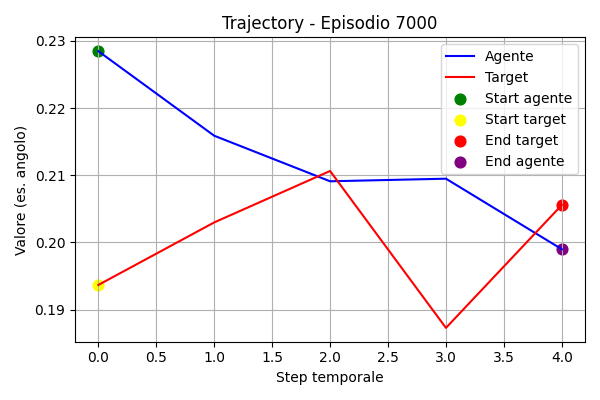 Trajectory - Episodio 7000
Valore (es. angolo)
0.23
0.22
0.21
0.20
0.19
Agente
Target
Start agente
Start target
End target
End agente
0.0 0.5 1.0 1.5 2.0 2.5 3.0 3.5 4.0
Step temporale